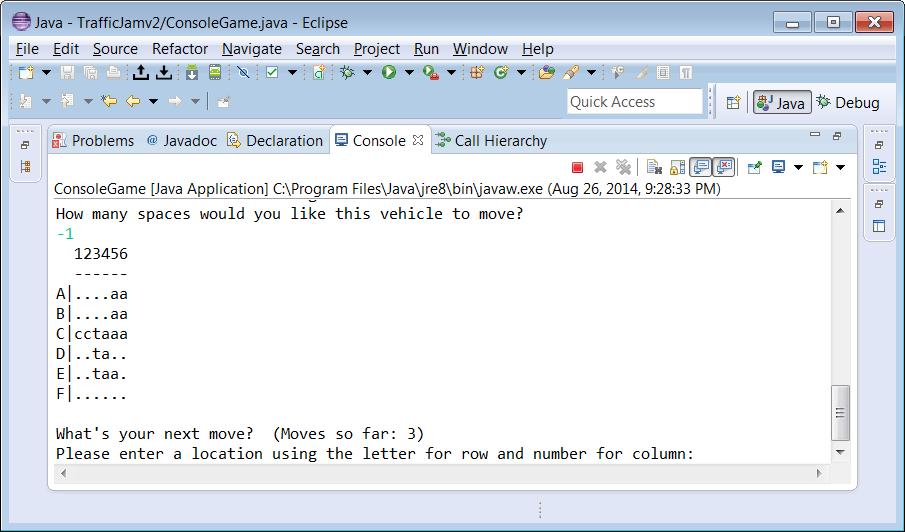 Java - TrafficJamv2/ConsoleGame.java - Eclipse
File Edit Source Refactor Navigate Search Project Run Window Help
Quick Access Java Debug
Problems @ Javadoc Declaration Console Call Hierarchy
ConsoleGame [Java Application] C:\Program Files\Java\jre8\bin\javaw.exe (Aug 26, 2014, 9:28:33 PM)
How many spaces would you like this vehicle to move?
-1
  123456
  ------
A|....aa
B|....aa
C|cctaaa
D|..ta..
E|..taa.
F|......
What's your next move?  (Moves so far: 3)
Please enter a location using the letter for row and number for column: